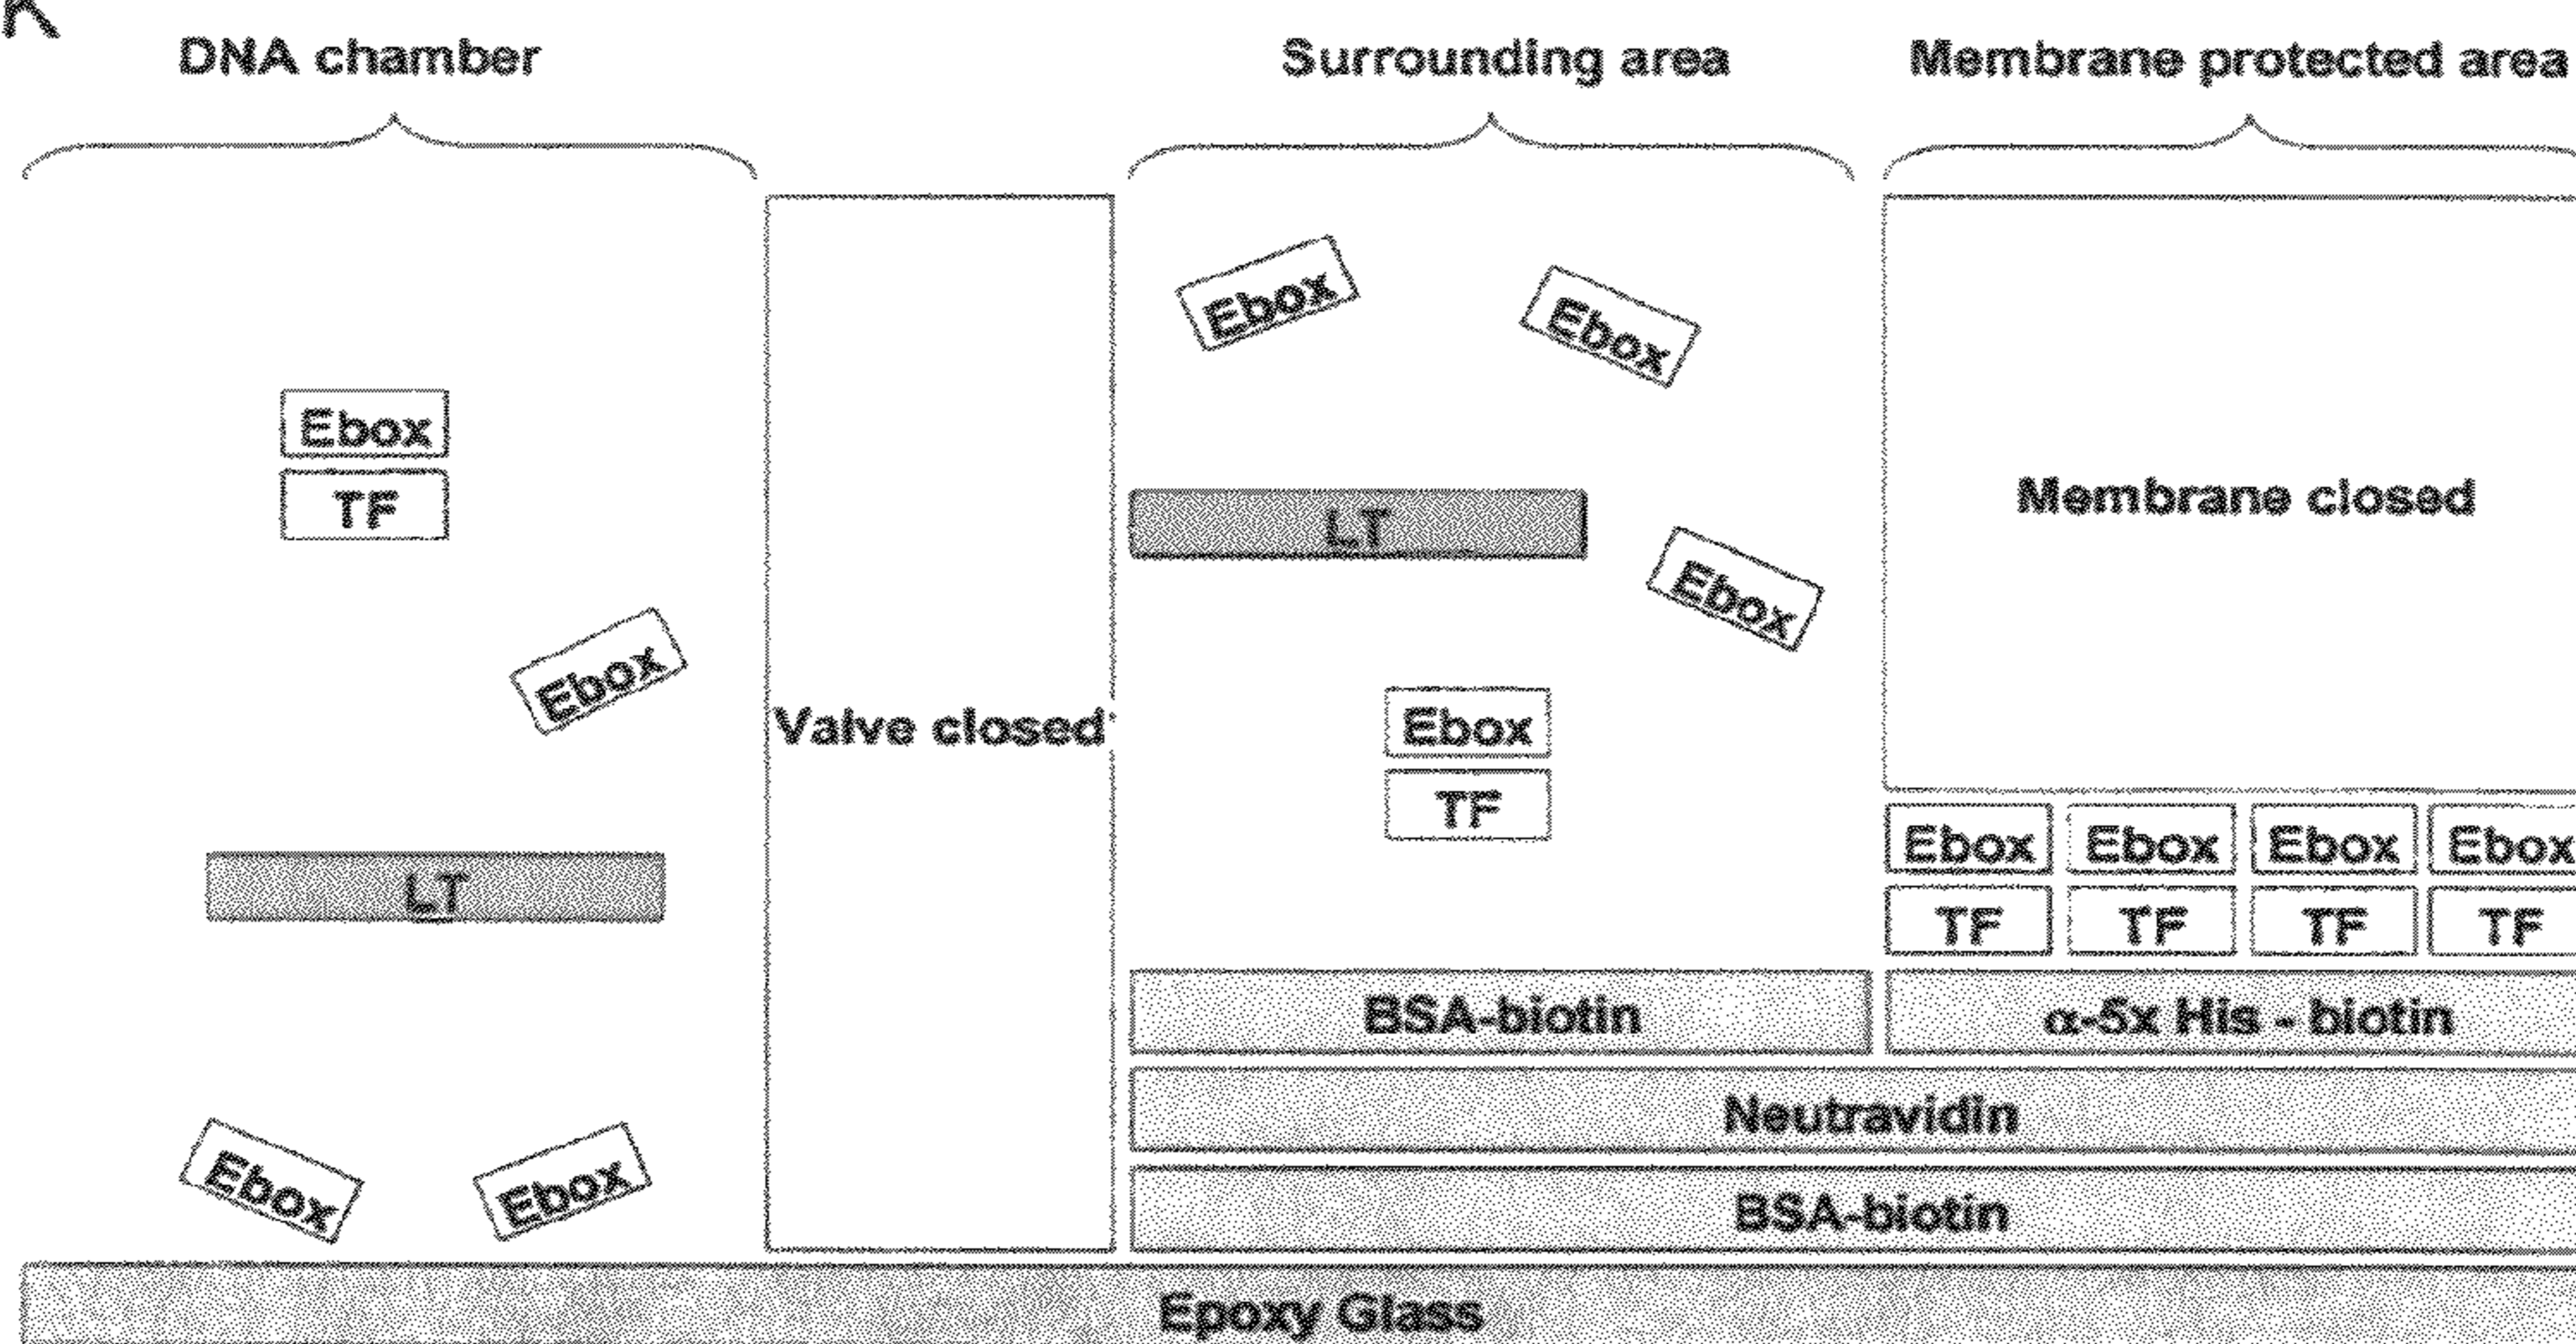 K
DNA chamber
Surrounding area
Membrane protected area
Ebox
TF
Ebox
LT
Ebox
Ebox
Valve closed
Ebox
Ebox
LT
Ebox
Ebox
TF
Membrane closed
Ebox Ebox Ebox Ebox
TF TF TF TF
BSA-biotin
α-5x His - biotin
Neutravidin
BSA-biotin
Epoxy Glass